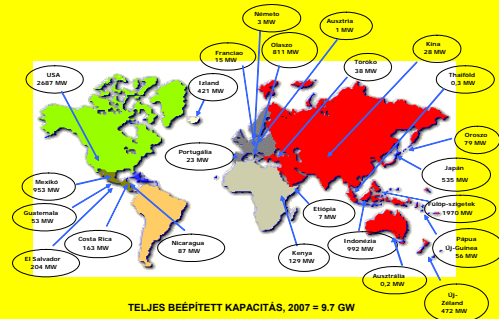 Németo
3 MW
Ausztria
1 MW
Franciao
15 MW
Olaszo
811 MW
Kína
28 MW
Töröko
38 MW
Thaiföld
0,3 MW
USA
2687 MW
Izland
421 MW
Oroszo
79 MW
Portugália
23 MW
Japán
535 MW
Mexikó
953 MW
Fülöp-szigetek
1970 MW
Guatemala
53 MW
Etiópia
7 MW
Costa Rica
163 MW
Nicaragua
87 MW
Indonézia
992 MW
Pápua
Új-Guinea
56 MW
El Salvador
204 MW
Kenya
129 MW
Ausztrália
0,2 MW
Új-
Zéland
472 MW
TELJES BEÉPÍTETT KAPACITÁS, 2007 = 9.7 GW